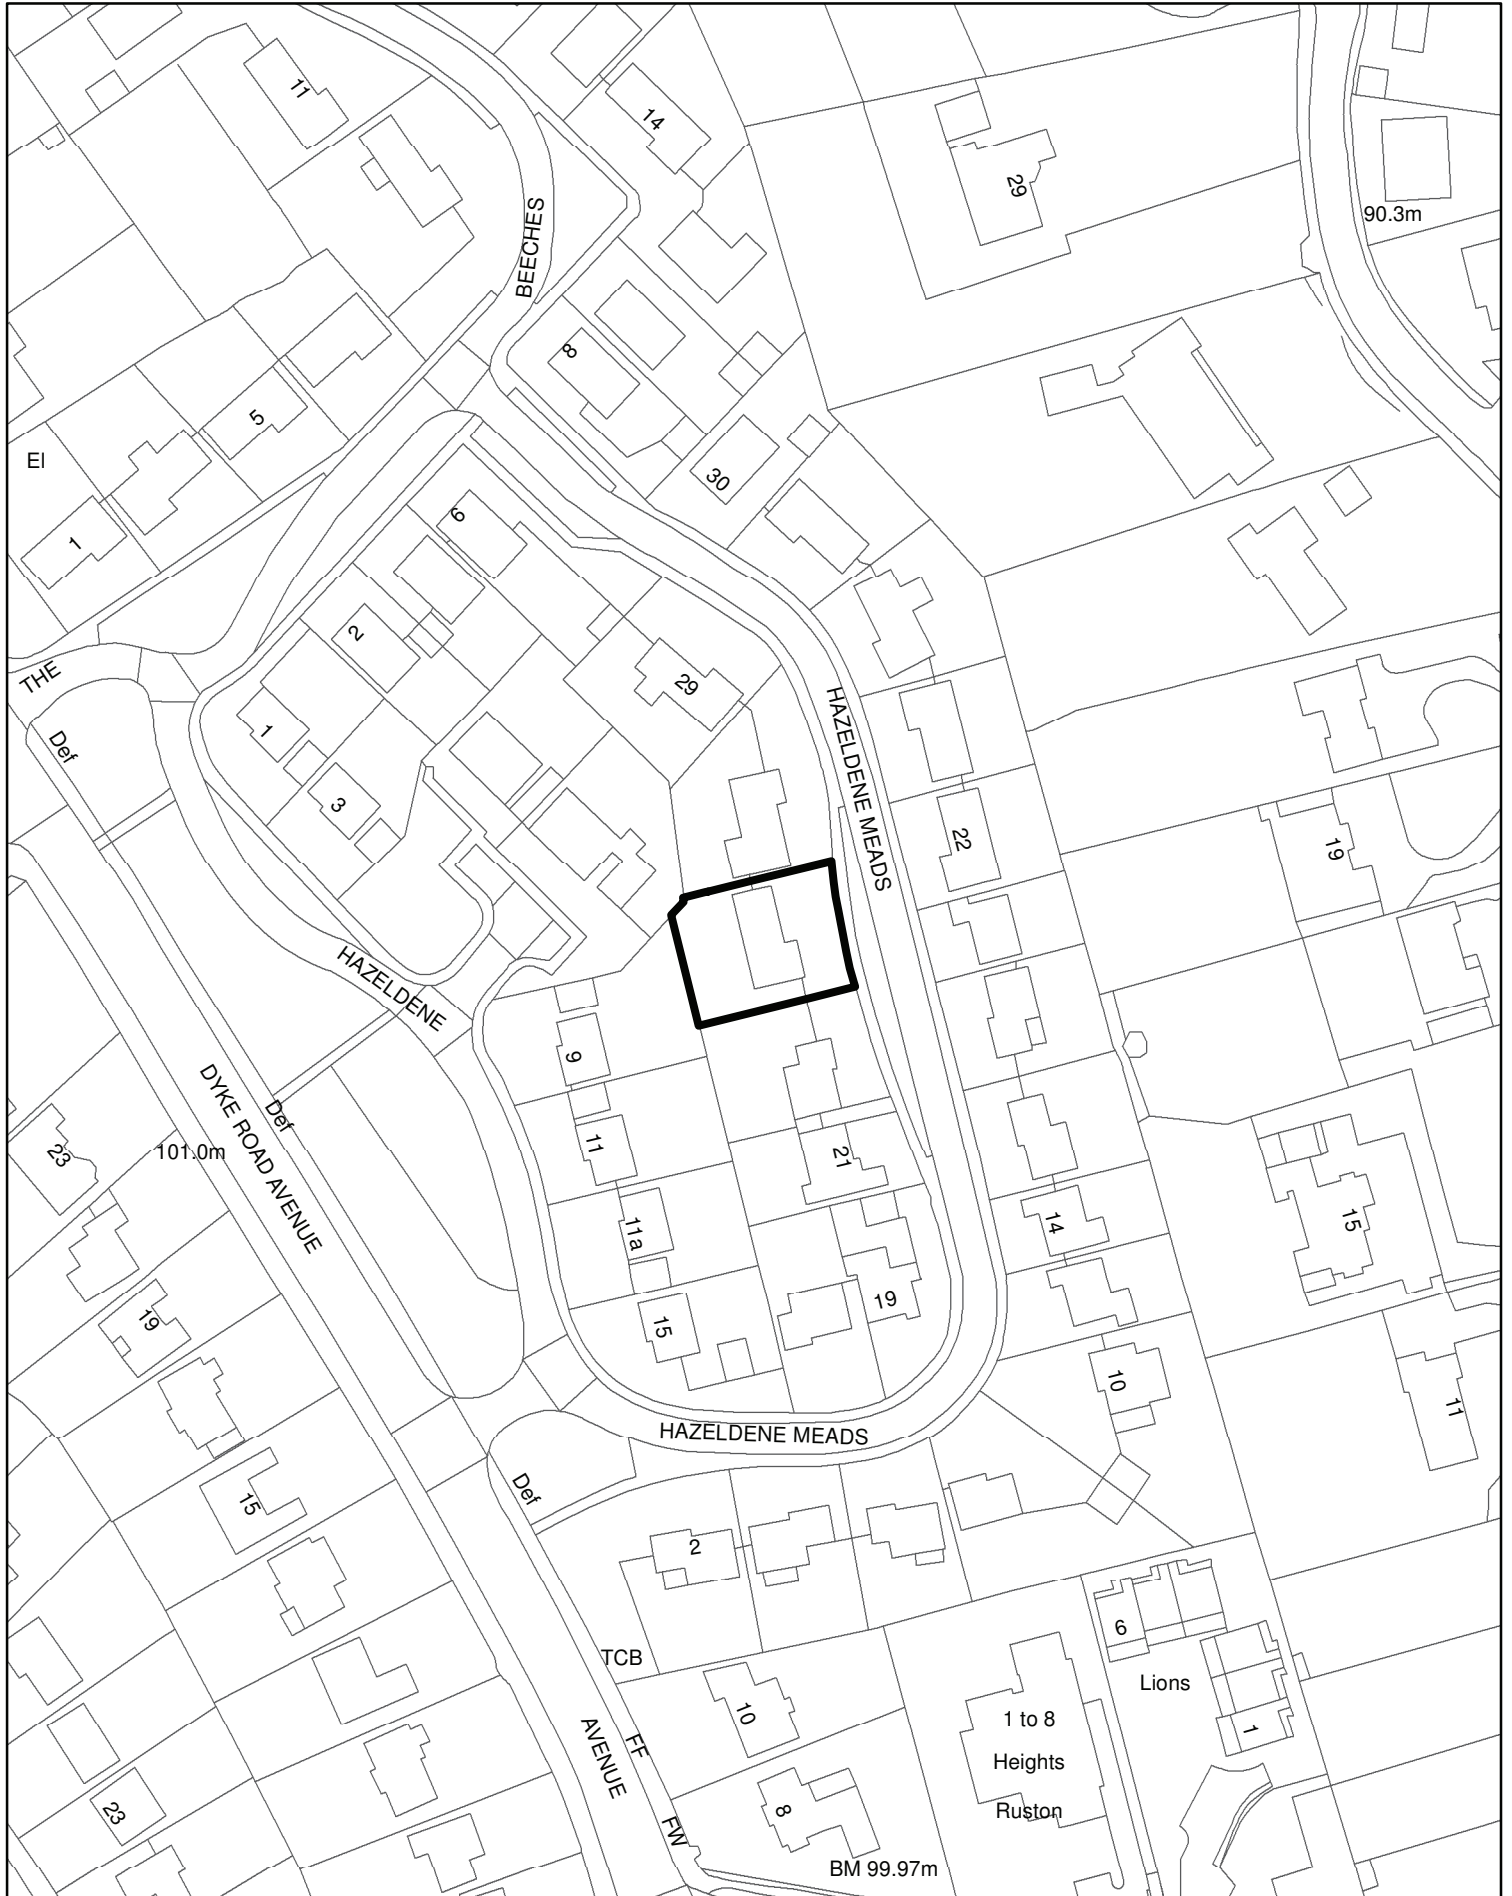 11
14
29
90.3m
BEECHES
8
5
El
30
1
6
2
THE
29
1
Def
3
HAZELDENE MEADS
22
19
HAZELDENE
9
DYKE ROAD AVENUE
Def
11
23
101.0m
21
11a
14
15
19
19
15
10
11
HAZELDENE MEADS
Def
15
2
6
TCB
Lions
10
1 to 8
1
FF
AVENUE
Heights
23
8
Ruston
FW
BM 99.97m